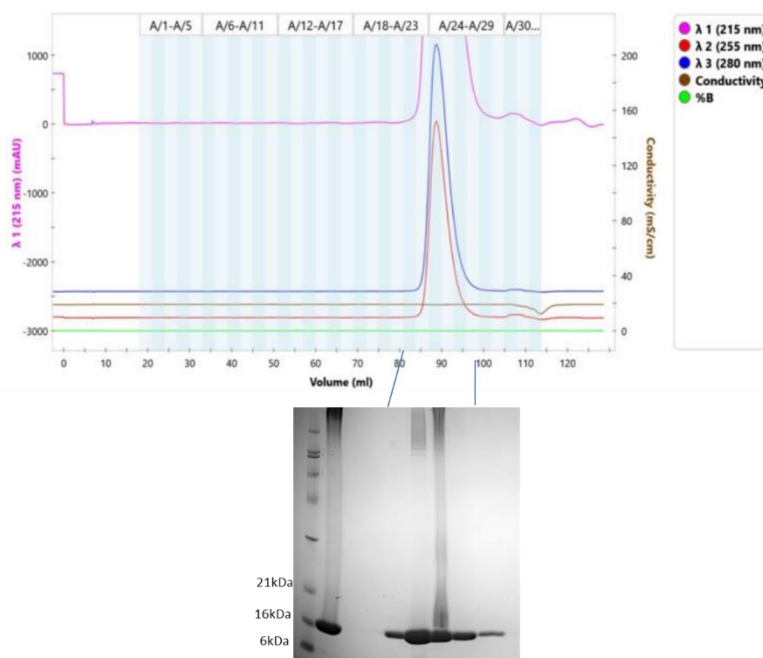 A/1-A/5 A/6-A/11 A/12-A/17 A/18-A/23 A/24-A/29 A/30...
1000
0
-1000
-2000
-3000
λ 1 (215 nm) (mAU)
200
160
120
80
40
0
Conductivity (mS/cm)
0 10 20 30 40 50 60 70 80 90 100 110 120
Volume (ml)
λ 1 (215 nm)
λ 2 (255 nm)
λ 3 (280 nm)
Conductivity
%B
21kDa
16kDa
6kDa